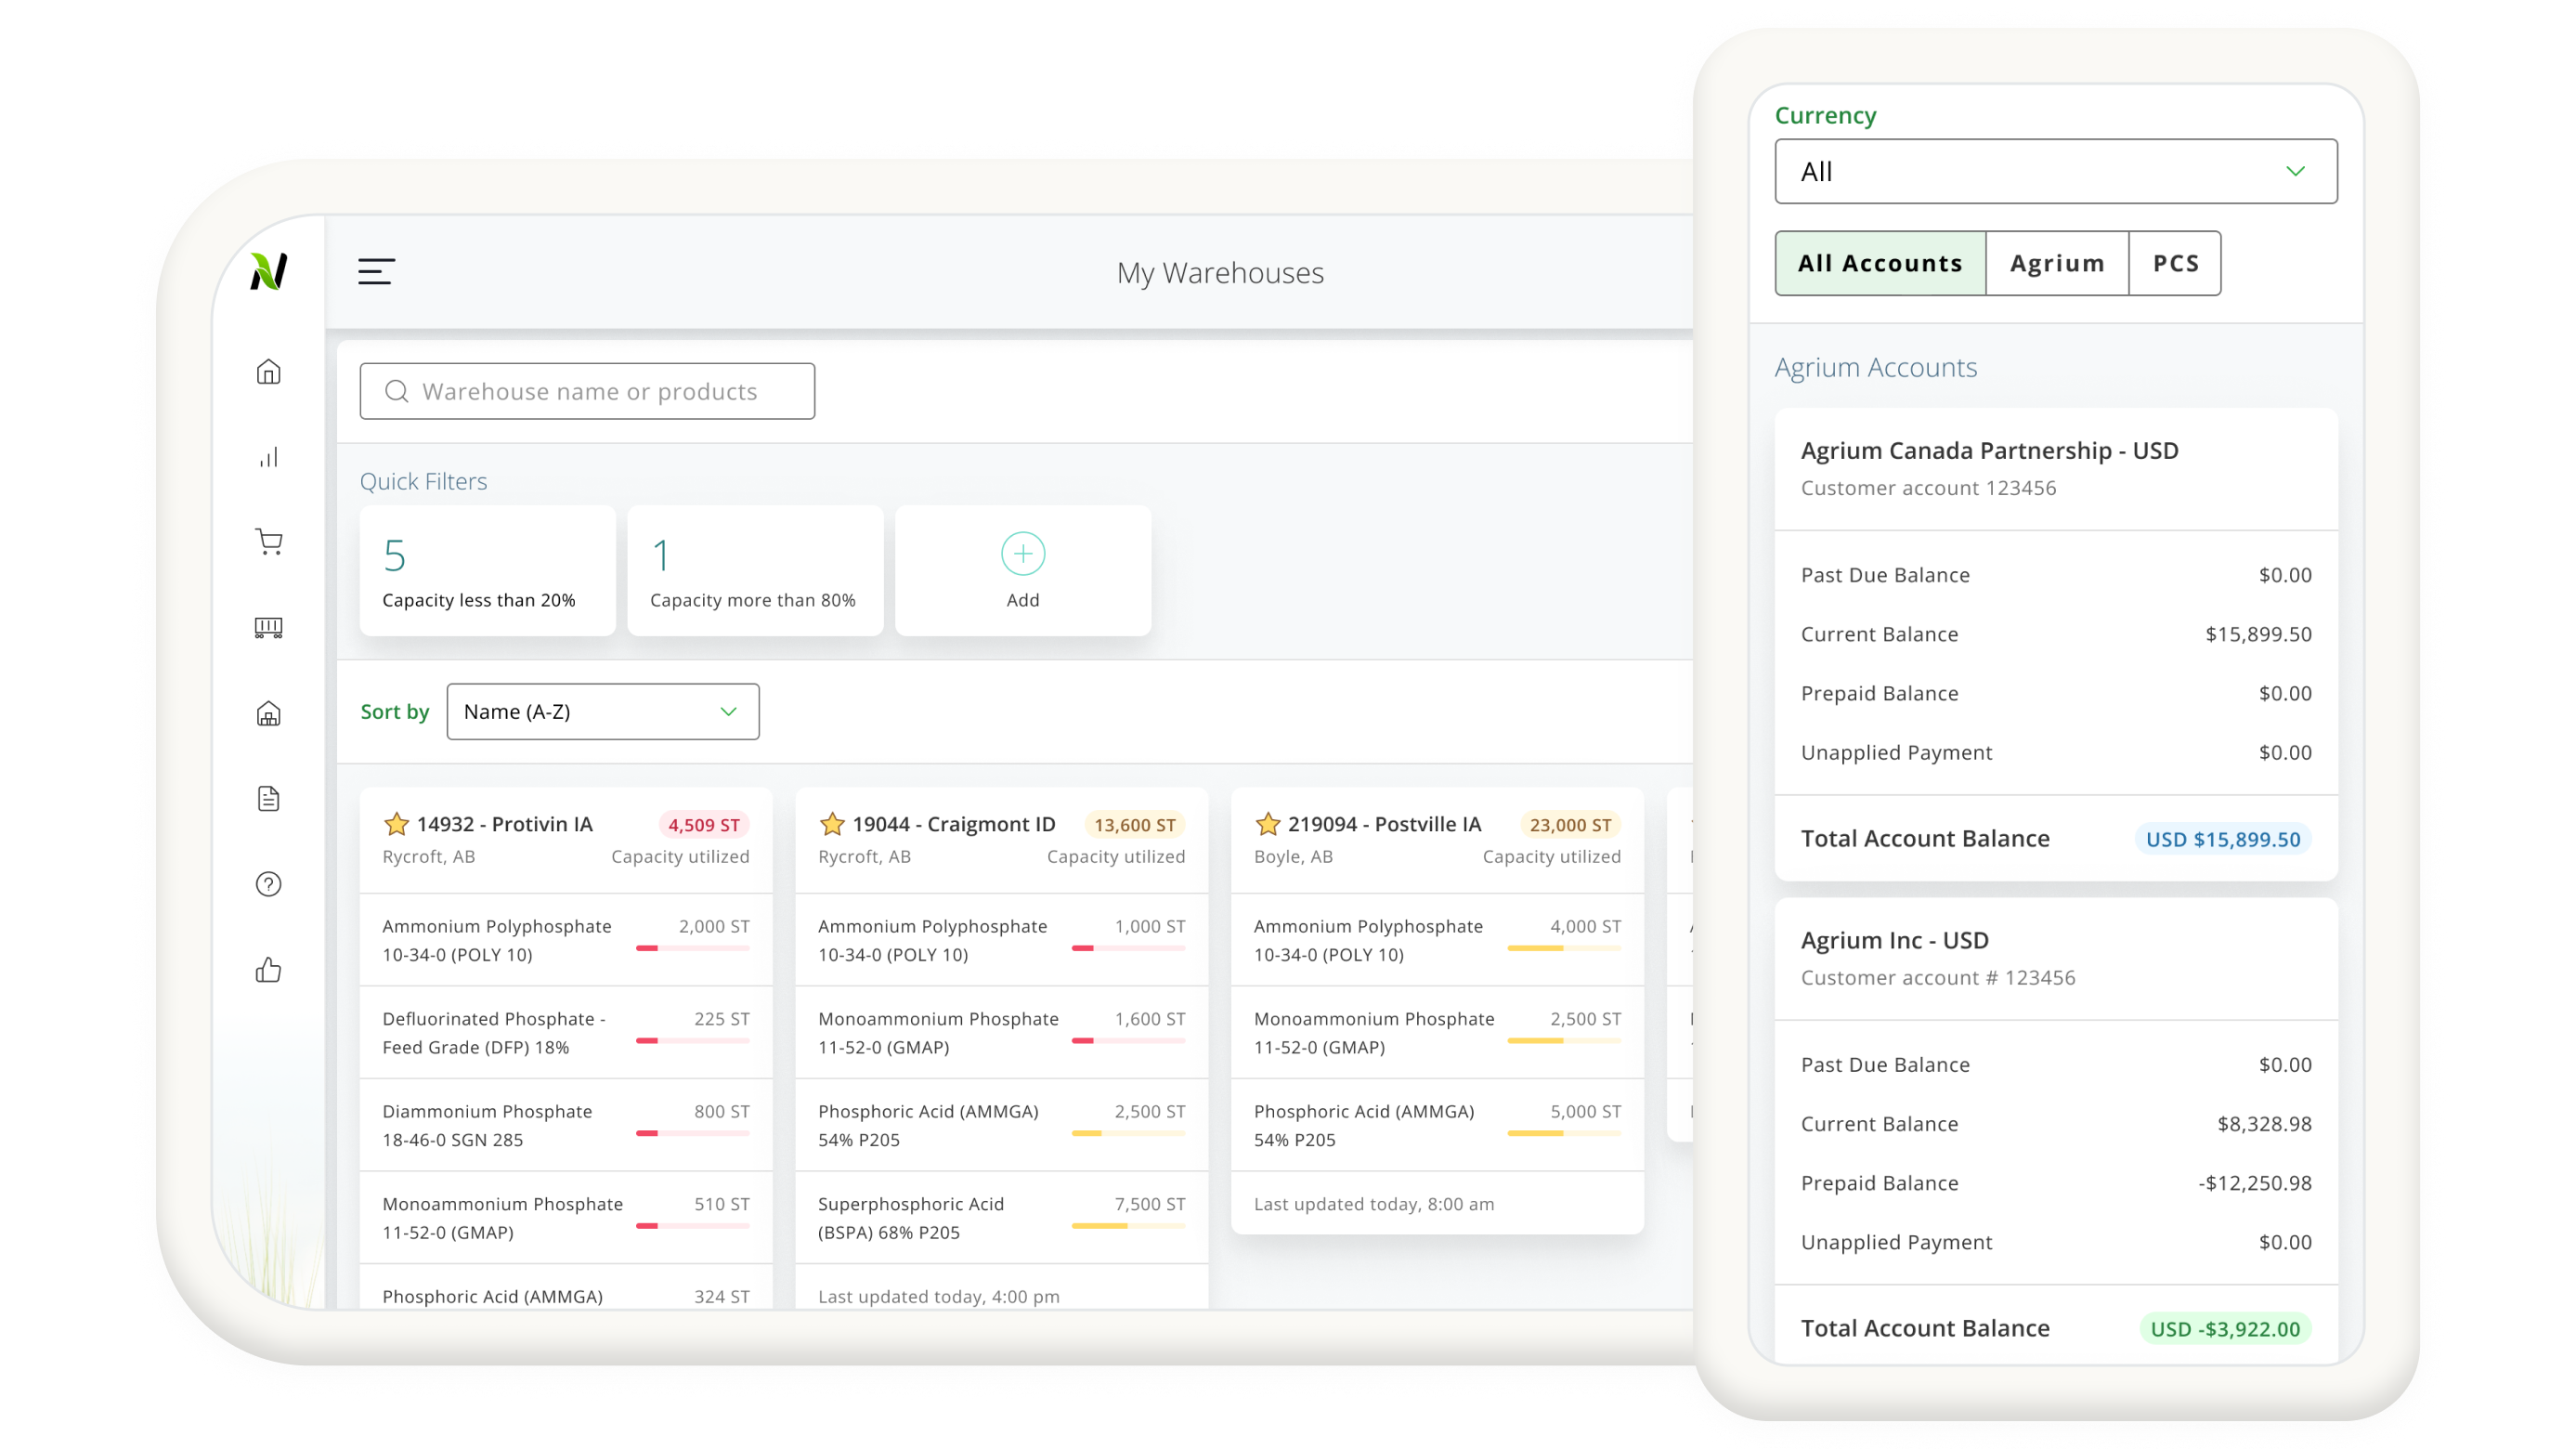 My Warehouses
Warehouse name or products
Quick Filters
5
Capacity less than 20%
1
Capacity more than 80%
Add
Sort by
Name (A-Z)
14932 - Protivin IA
4,509 ST
Rycroft, AB
Capacity utilized
Ammonium Polyphosphate
2,000 ST
10-34-0 (POLY 10)
Defluorinated Phosphate -
225 ST
Feed Grade (DFP) 18%
Diammonium Phosphate
800 ST
18-46-0 SGN 285
Monoammonium Phosphate
510 ST
11-52-0 (GMAP)
Phosphoric Acid (AMMGA)
324 ST
19044 - Craigmont ID
13,600 ST
Rycroft, AB
Capacity utilized
Ammonium Polyphosphate
1,000 ST
10-34-0 (POLY 10)
Monoammonium Phosphate
1,600 ST
11-52-0 (GMAP)
Phosphoric Acid (AMMGA)
2,500 ST
54% P205
Superphosphoric Acid
7,500 ST
(BSPA) 68% P205
Last updated today, 4:00 pm
219094 - Postville IA
23,000 ST
Boyle, AB
Capacity utilized
Ammonium Polyphosphate
4,000 ST
10-34-0 (POLY 10)
Monoammonium Phosphate
2,500 ST
11-52-0 (GMAP)
Phosphoric Acid (AMMGA)
5,000 ST
54% P205
Last updated today, 8:00 am
Currency
All
All Accounts
Agrium
PCS
Agrium Accounts
Agrium Canada Partnership - USD
Customer account 123456
Past Due Balance
$0.00
Current Balance
$15,899.50
Prepaid Balance
$0.00
Unapplied Payment
$0.00
Total Account Balance
USD $15,899.50
Agrium Inc - USD
Customer account # 123456
Past Due Balance
$0.00
Current Balance
$8,328.98
Prepaid Balance
-$12,250.98
Unapplied Payment
$0.00
Total Account Balance
USD -$3,922.00